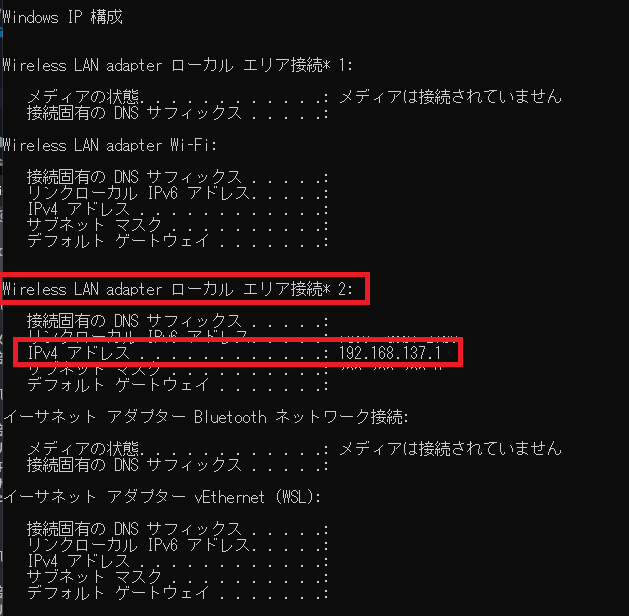 Windows IP 構成
Wireless LAN adapter ローカル エリア接続* 1:
メディアの状態. . . . . . . . . . . .: メディアは接続されていません
接続固有の DNS サフィックス . . . . .:
Wireless LAN adapter Wi-Fi:
接続固有の DNS サフィックス . . . . .:
リンクローカル IPv6 アドレス. . . . .:
IPv4 アドレス . . . . . . . . . . . .:
サブネット マスク . . . . . . . . . .:
デフォルト ゲートウェイ . . . . . . .:
Wireless LAN adapter ローカル エリア接続* 2:
接続固有の DNS サフィックス . . . . .:
リンクローカル IPv6 アドレス. . . . .:
IPv4 アドレス . . . . . . . . . . . .: 192.168.137.1
サブネット マスク . . . . . . . . . .:
デフォルト ゲートウェイ . . . . . . .:
イーサネット アダプター Bluetooth ネットワーク接続:
メディアの状態. . . . . . . . . . . .: メディアは接続されていません
接続固有の DNS サフィックス . . . . .:
イーサネット アダプター vEthernet (WSL):
接続固有の DNS サフィックス . . . . .:
リンクローカル IPv6 アドレス. . . . .:
IPv4 アドレス . . . . . . . . . . . .:
サブネット マスク . . . . . . . . . .:
デフォルト ゲートウェイ . . . . . . .: